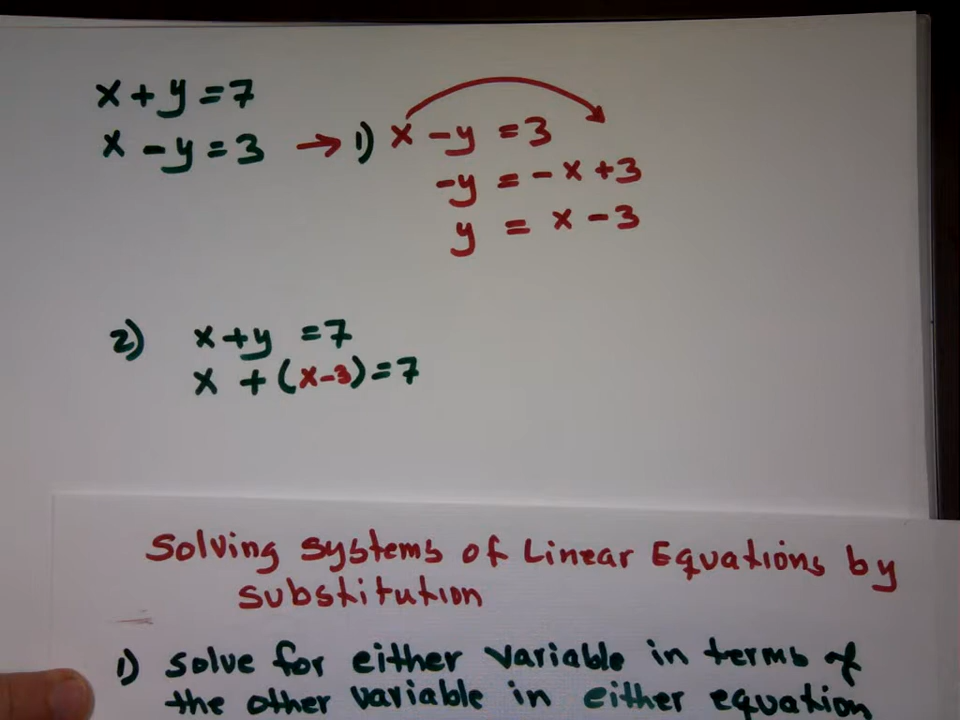 x + y = 7
x - y = 3 → 1) x - y = 3
-y = -x + 3
y = x - 3
2) x + y = 7
x + (x - 3) = 7
Solving systems of Linear Equations by
substitution
1) solve for either variable in terms of
the other variable in either equation